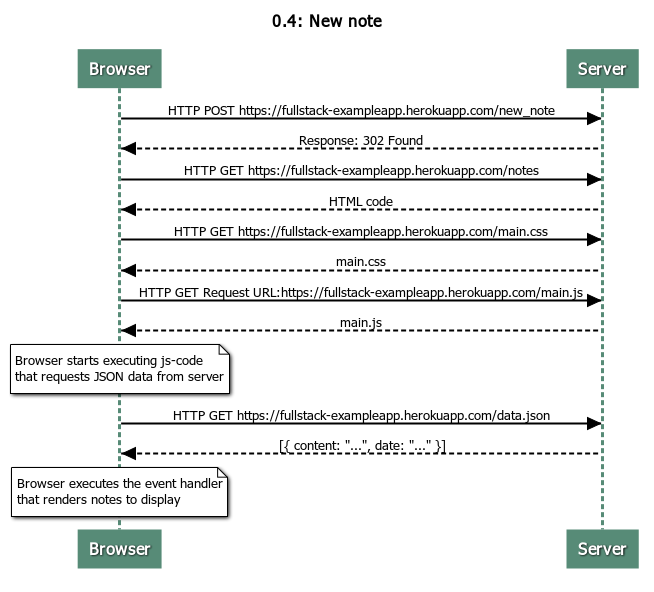 0.4: New note
Browser
Server
HTTP POST https://fullstack-exampleapp.herokuapp.com/new_note
Response: 302 Found
HTTP GET https://fullstack-exampleapp.herokuapp.com/notes
HTML code
HTTP GET https://fullstack-exampleapp.herokuapp.com/main.css
main.css
HTTP GET Request URL:https://fullstack-exampleapp.herokuapp.com/main.js
main.js
Browser starts executing js-code
that requests JSON data from server
HTTP GET https://fullstack-exampleapp.herokuapp.com/data.json
[{ content: "...", date: "..." }]
Browser executes the event handler
that renders notes to display
Browser
Server